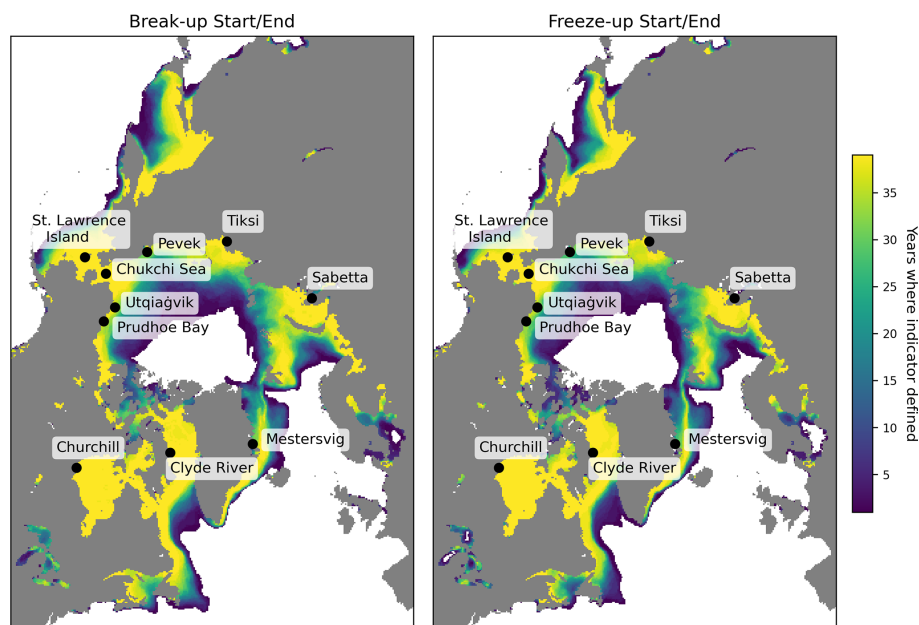 Break-up Start/End
St. Lawrence
Island
Tiksi
Pevek
Chukchi Sea
Sabetta
Utqiaġvik
Prudhoe Bay
Churchill
Mestersvig
Clyde River
Freeze-up Start/End
St. Lawrence
Island
Tiksi
Pevek
Chukchi Sea
Sabetta
Utqiaġvik
Prudhoe Bay
Churchill
Mestersvig
Clyde River
35
30
25
20
15
10
5
Years where indicator defined